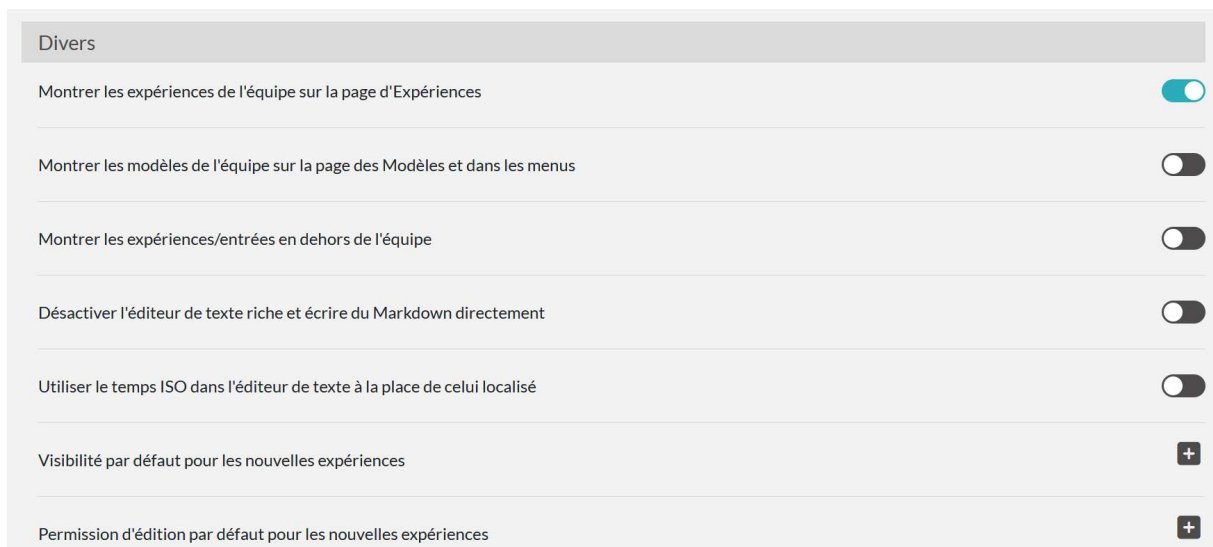 Divers
Montrer les expériences de l'équipe sur la page d'Expériences
Montrer les modèles de l'équipe sur la page des Modèles et dans les menus
Montrer les expériences/entrées en dehors de l'équipe
Désactiver l'éditeur de texte riche et écrire du Markdown directement
Utiliser le temps ISO dans l'éditeur de texte à la place de celui localisé
Visibilité par défaut pour les nouvelles expériences
Permission d'édition par défaut pour les nouvelles expériences